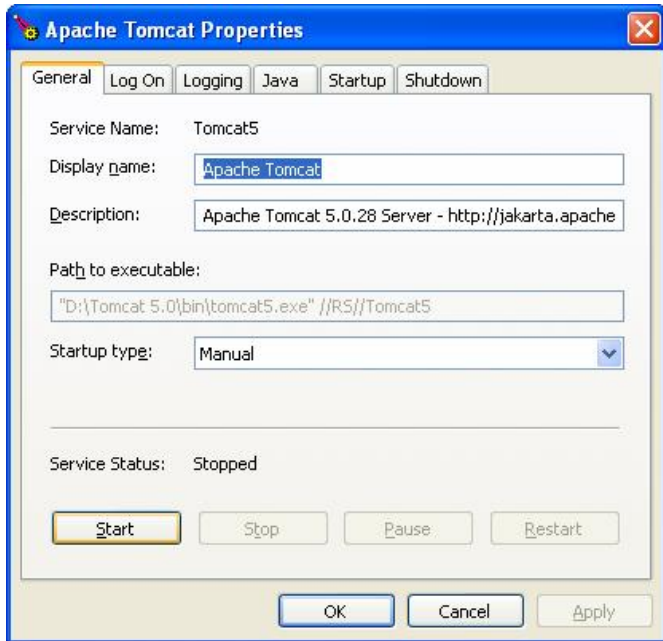 Apache Tomcat Properties
General Log On Logging Java Startup Shutdown
Service Name: Tomcat5
Display name: Apache Tomcat
Description: Apache Tomcat 5.0.28 Server - http://jakarta.apache
Path to executable:
"D:\Tomcat 5.0\bin\tomcat5.exe" //RS//Tomcat5
Startup type: Manual
Service Status: Stopped
Start Stop Pause Restart
OK Cancel Apply